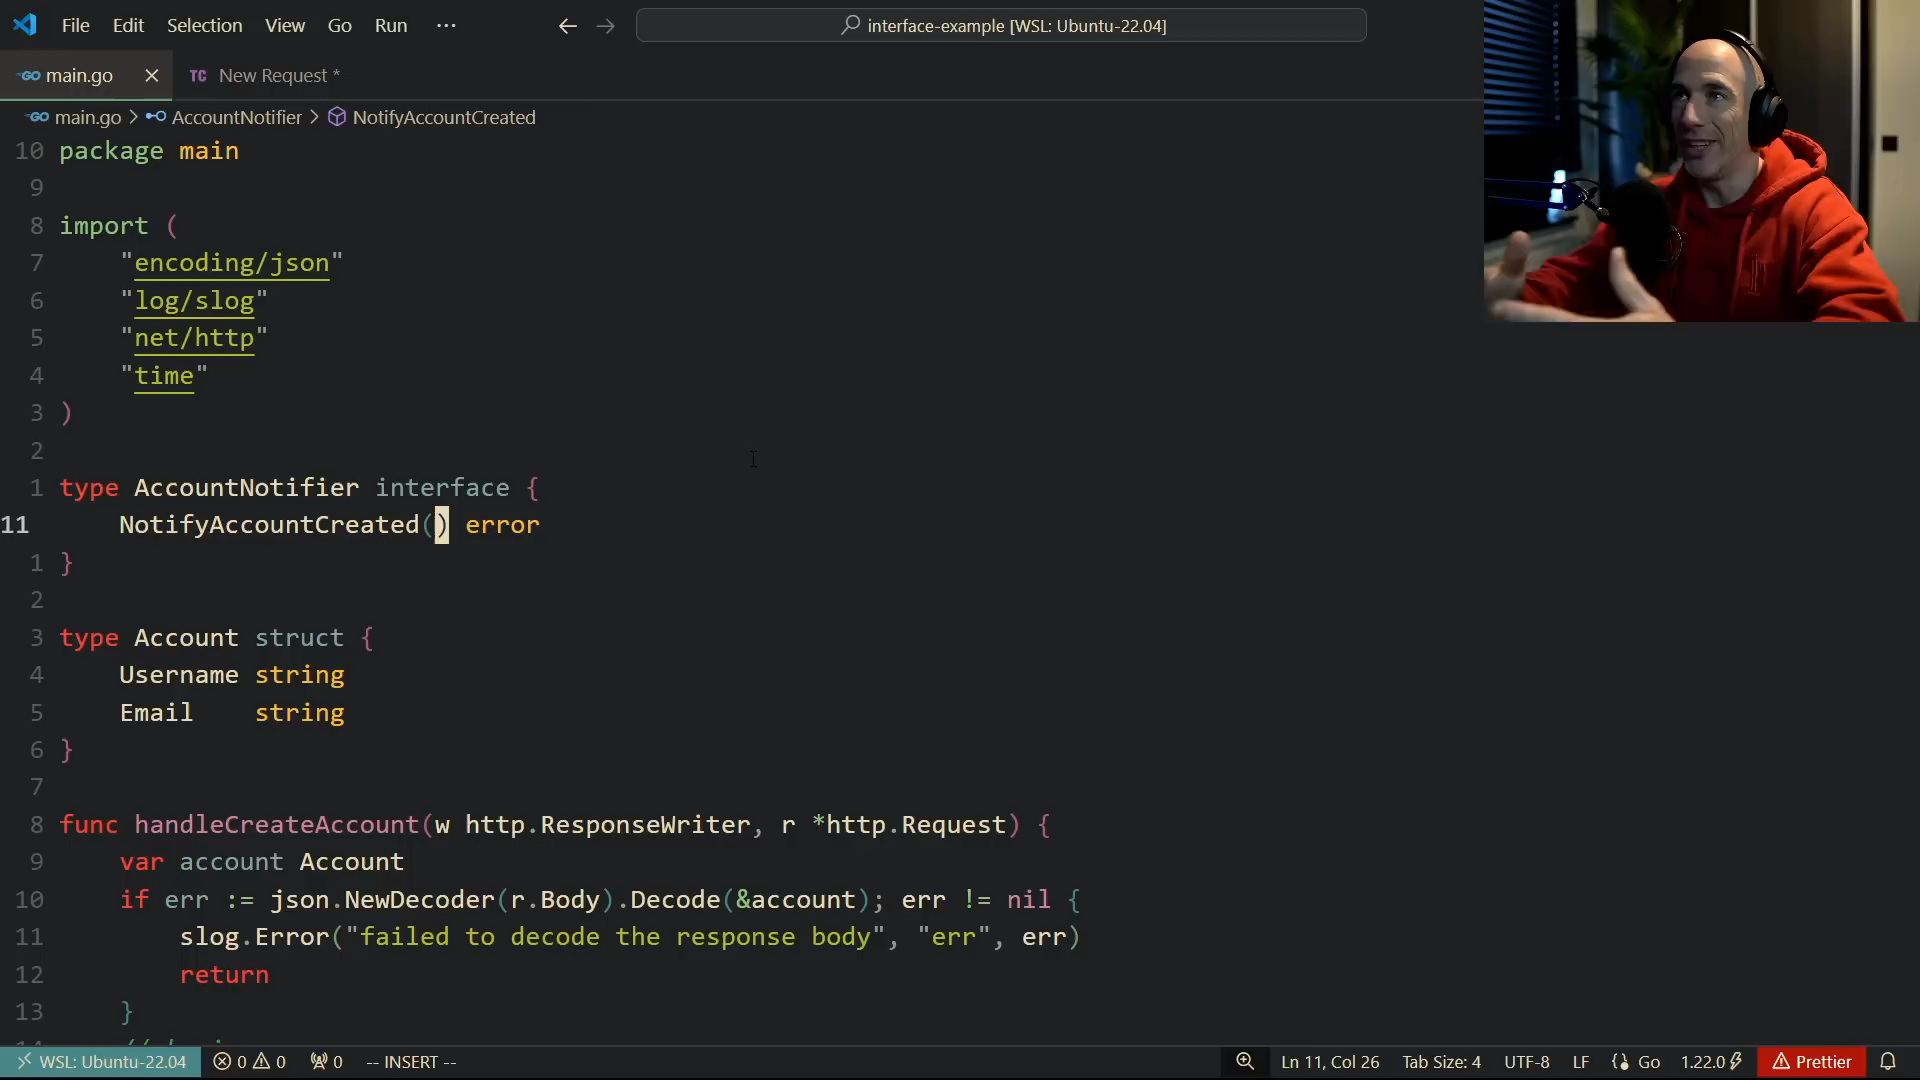 File Edit Selection View Go Run ···
interface-example [WSL: Ubuntu-22.04]
GO main.go
TC New Request *
GO main.go > AccountNotifier > NotifyAccountCreated
10 package main
9
8 import (
7 "encoding/json"
6 "log/slog"
5 "net/http"
4 "time"
3 )
2
1 type AccountNotifier interface {
11 NotifyAccountCreated() error
1 }
2
3 type Account struct {
4 Username string
5 Email string
6 }
7
8 func handleCreateAccount(w http.ResponseWriter, r *http.Request) {
9 var account Account
10 if err := json.NewDecoder(r.Body).Decode(&account); err != nil {
11 slog.Error("failed to decode the response body", "err", err)
12 return
13 }
WSL: Ubuntu-22.04 0 0 0 -- INSERT -- Ln 11, Col 26 Tab Size: 4 UTF-8 LF Go 1.22.0 Prettier